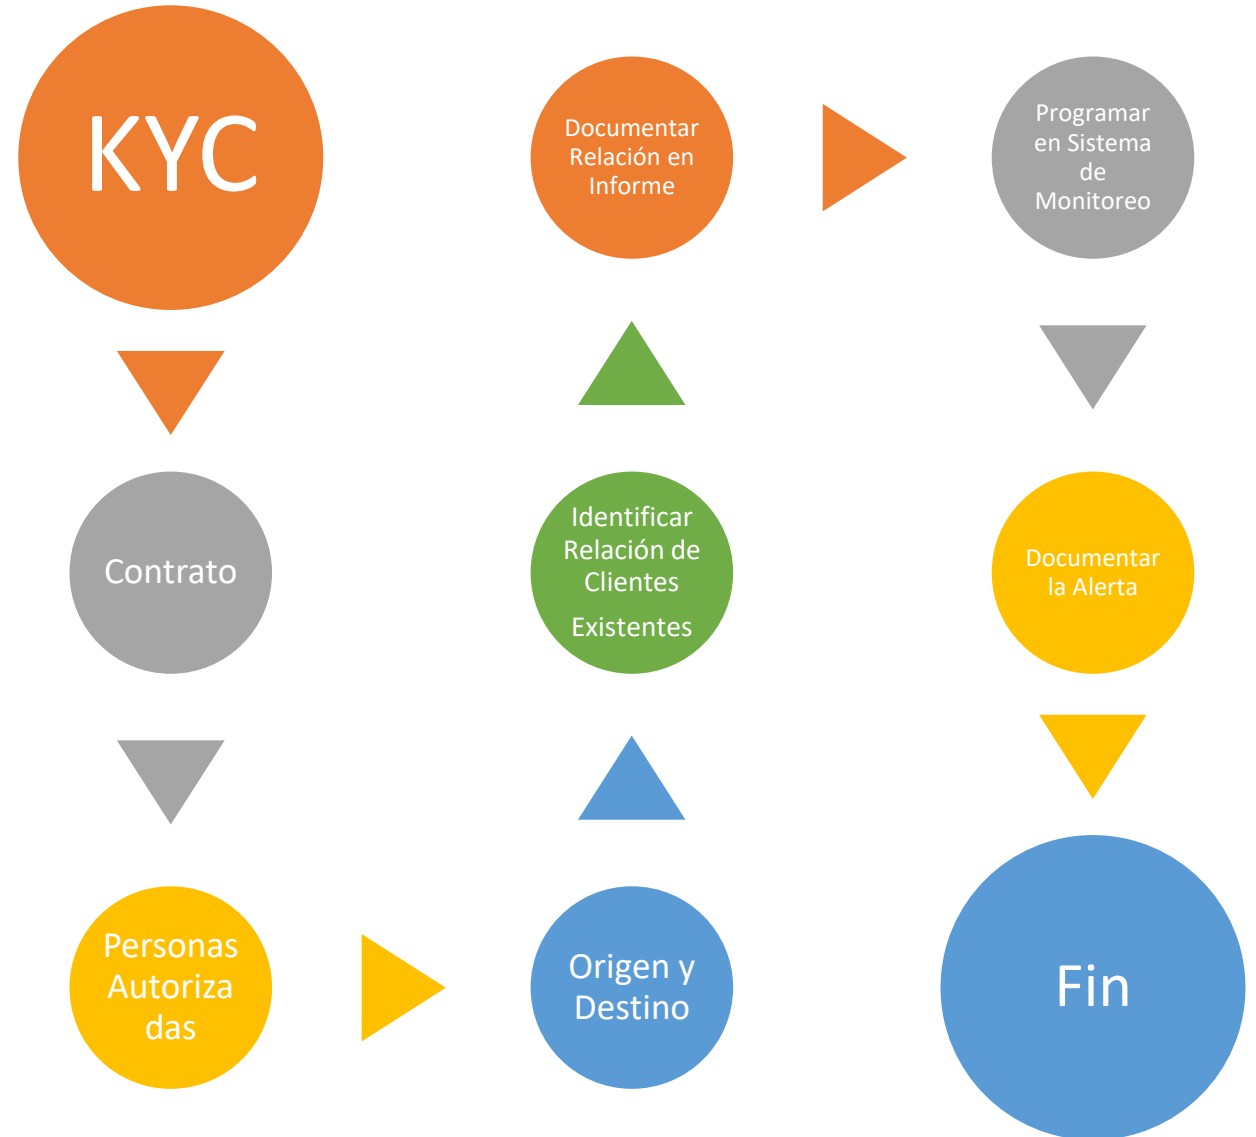 KYC
Contrato
Personas
Autoriza
das
Origen y
Destino
Identificar
Relación de
Clientes
Existentes
Documentar
Relación en
Informe
Programar
en Sistema
de
Monitoreo
Documentar
la Alerta
Fin